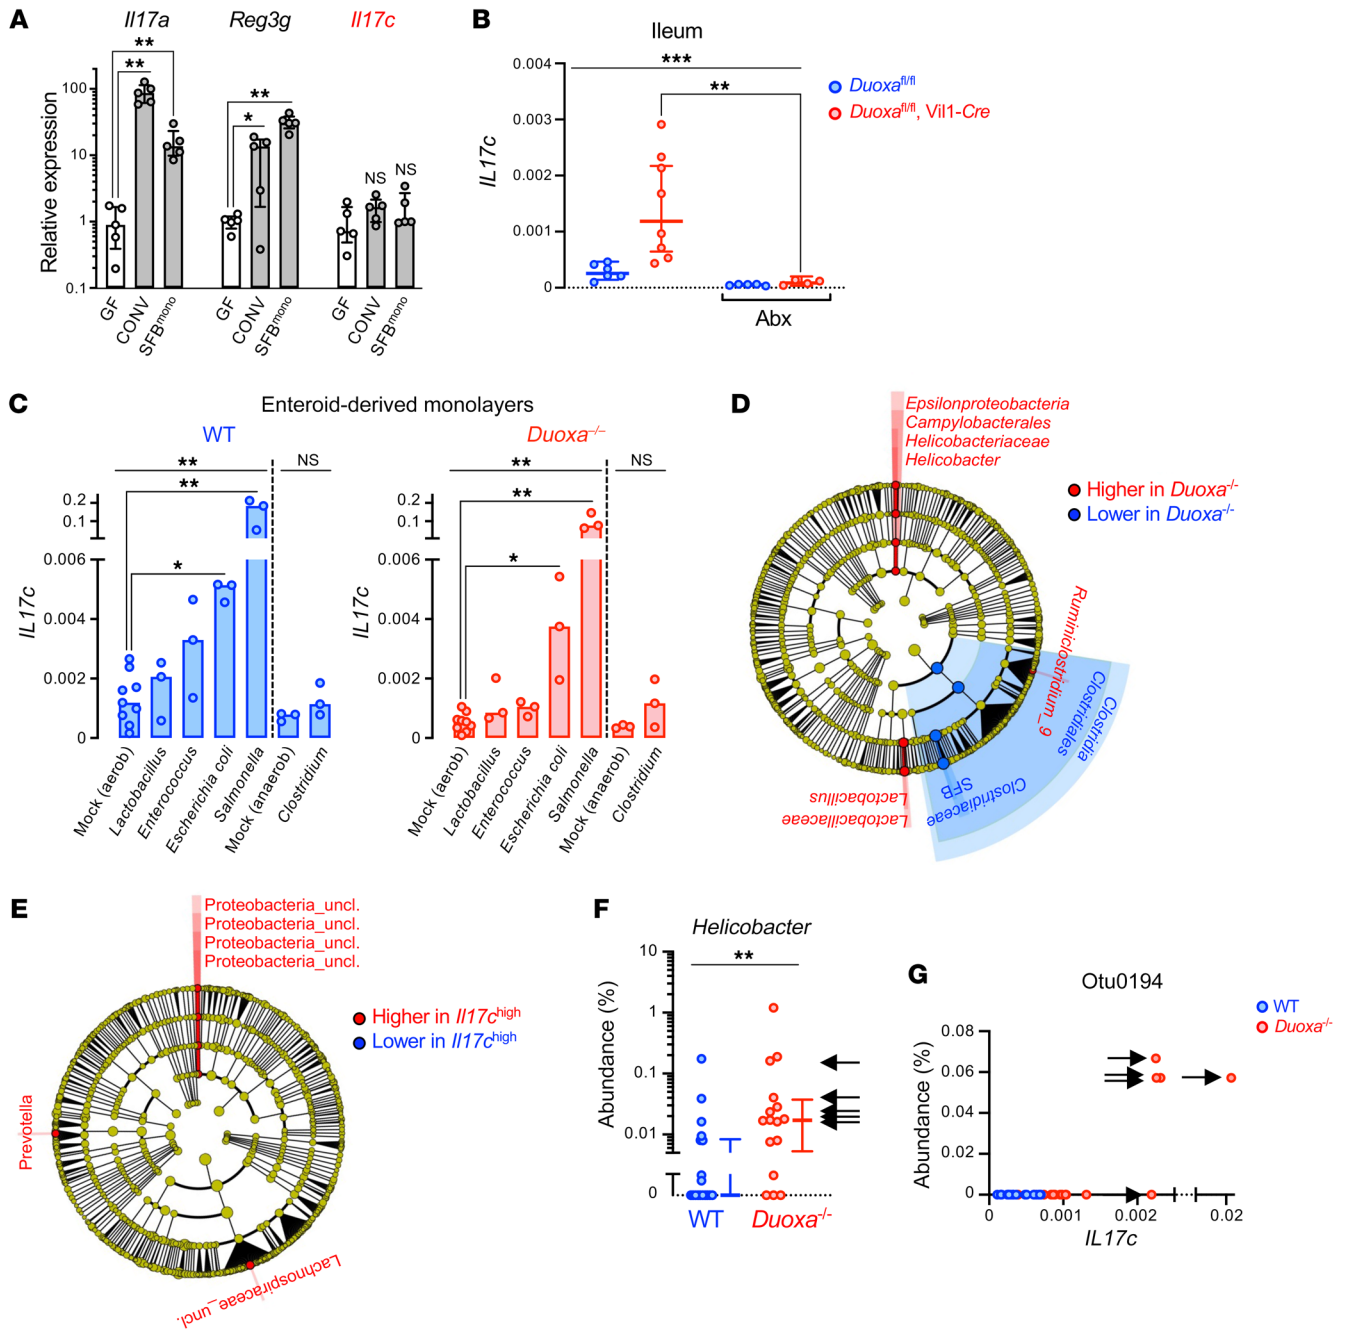 A
Il17a
Reg3g
Il17c
Relative expression
100
10
1
0.1
**
**
**
*
NS
NS
GF
CONV
SFBmono
GF
CONV
SFBmono
GF
CONV
SFBmono
B
Ileum
***
**
IL17c
0.004
0.003
0.002
0.001
0
Abx
Duoxafl/fl
Duoxafl/fl, Vil1-Cre
C
Enteroid-derived monolayers
WT
**
**
*
NS
IL17c
0.2
0.1
0.006
0.004
0.002
0
Mock (aerob)
Lactobacillus
Enterococcus
Escherichia coli
Salmonella
Mock (anaerob)
Clostridium
Duoxa–/–
**
**
*
NS
IL17c
0.2
0.1
0.006
0.004
0.002
0
Mock (aerob)
Lactobacillus
Enterococcus
Escherichia coli
Salmonella
Mock (anaerob)
Clostridium
D
Epsilonproteobacteria
Campylobacterales
Helicobacteriaceae
Helicobacter
Higher in Duoxa-/-
Lower in Duoxa-/-
Ruminiclostridium_9
Clostridia
Clostridiales
Clostridiaceae
SFB
Lactobacillus
Lactobacillaceae
E
Proteobacteria_uncl.
Proteobacteria_uncl.
Proteobacteria_uncl.
Proteobacteria_uncl.
Higher in Il17chigh
Lower in Il17chigh
Prevotella
Lachnospiraceae_uncl.
F
Helicobacter
**
Abundance (%)
10
1
0.1
0.01
0
WT
Duoxa-/-
G
Otu0194
WT
Duoxa-/-
Abundance (%)
0.08
0.06
0.04
0.02
0
0
0.001
0.002
0.02
IL17c